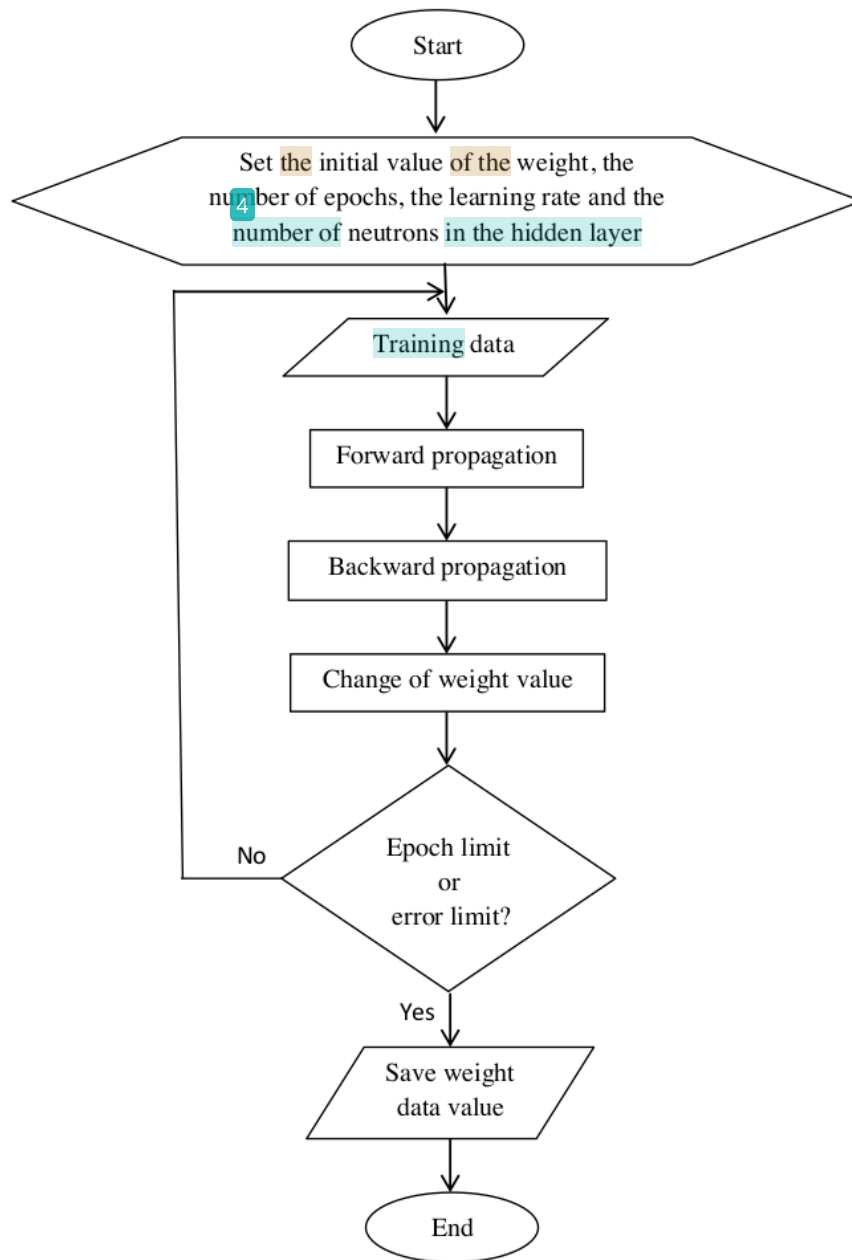 Start
Set the initial value of the weight, the
number of epochs, the learning rate and the
4
number of neutrons in the hidden layer
Training data
Forward propagation
Backward propagation
Change of weight value
Epoch limit
No
or
error limit?
Yes
Save weight
data value
End